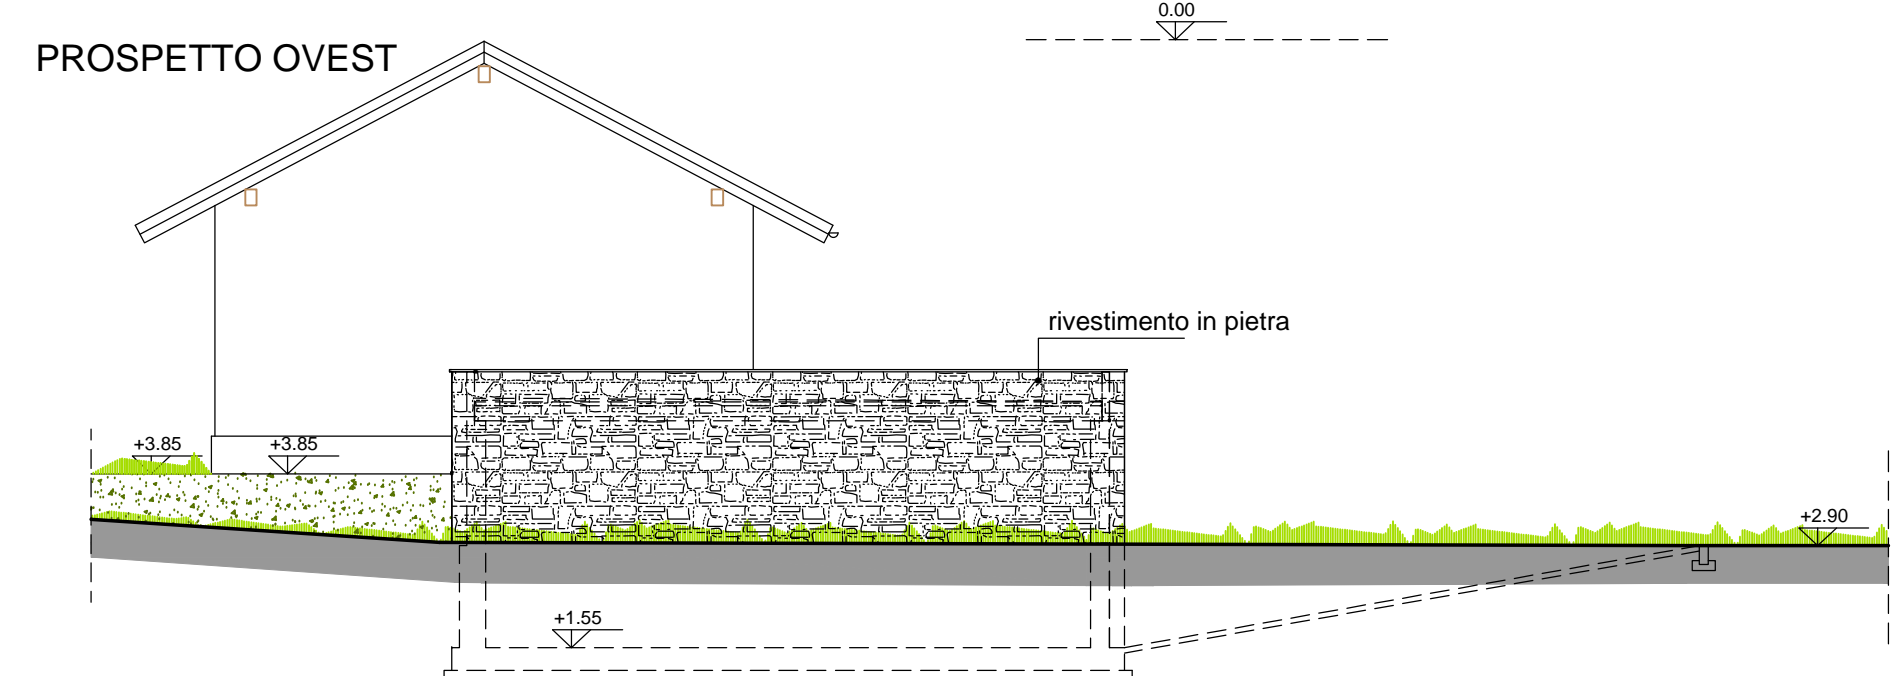 0.00
PROSPETTO OVEST
rivestimento in pietra
+3.85
+3.85
+2.90
+1.55